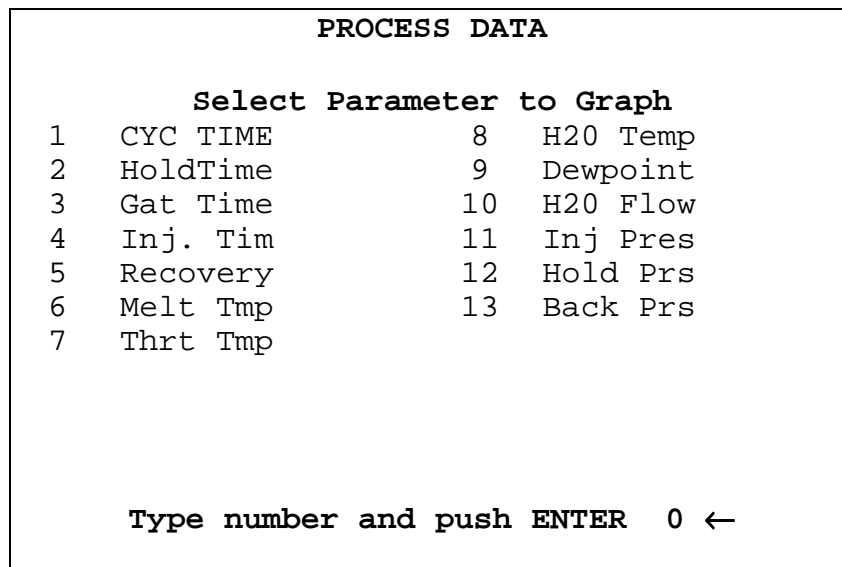 PROCESS DATA
Select Parameter to Graph
1 CYC TIME 8 H20 Temp
2 HoldTime 9 Dewpoint
3 Gat Time 10 H20 Flow
4 Inj. Tim 11 Inj Pres
5 Recovery 12 Hold Prs
6 Melt Tmp 13 Back Prs
7 Thrt Tmp
Type number and push ENTER 0 ←